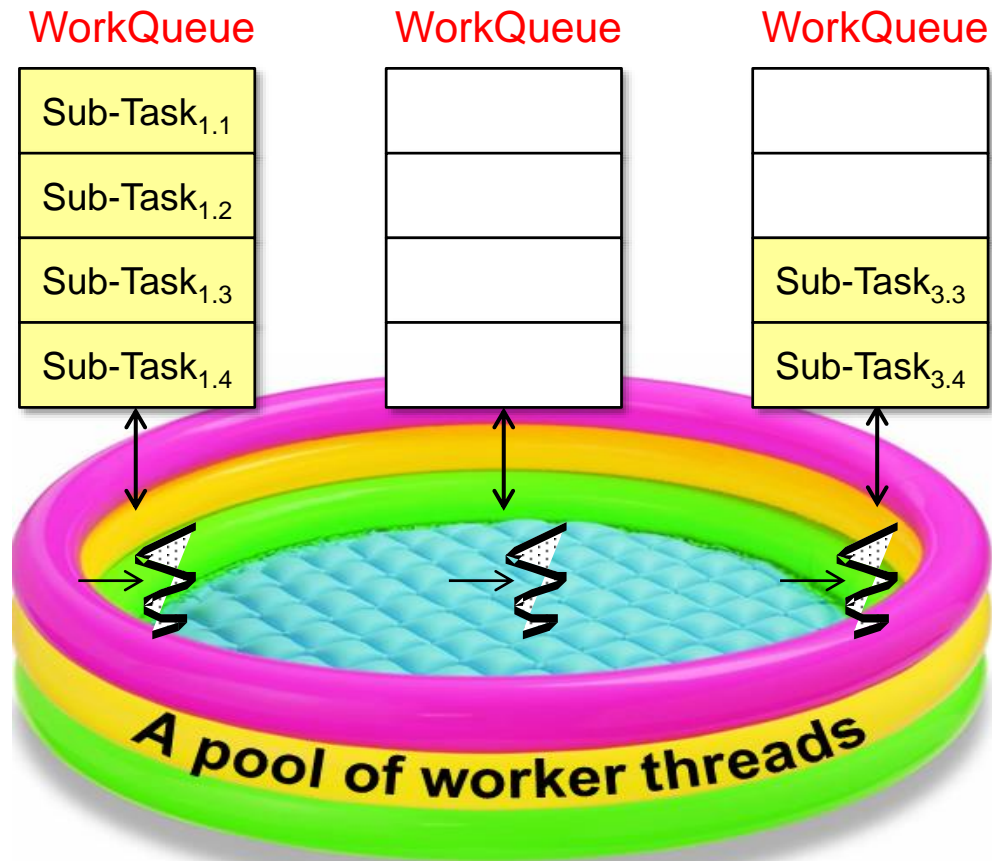 WorkQueue WorkQueue WorkQueue
Sub-Task1.1
Sub-Task1.2
Sub-Task1.3 Sub-Task3.3
Sub-Task1.4 Sub-Task3.4
A pool of worker threads